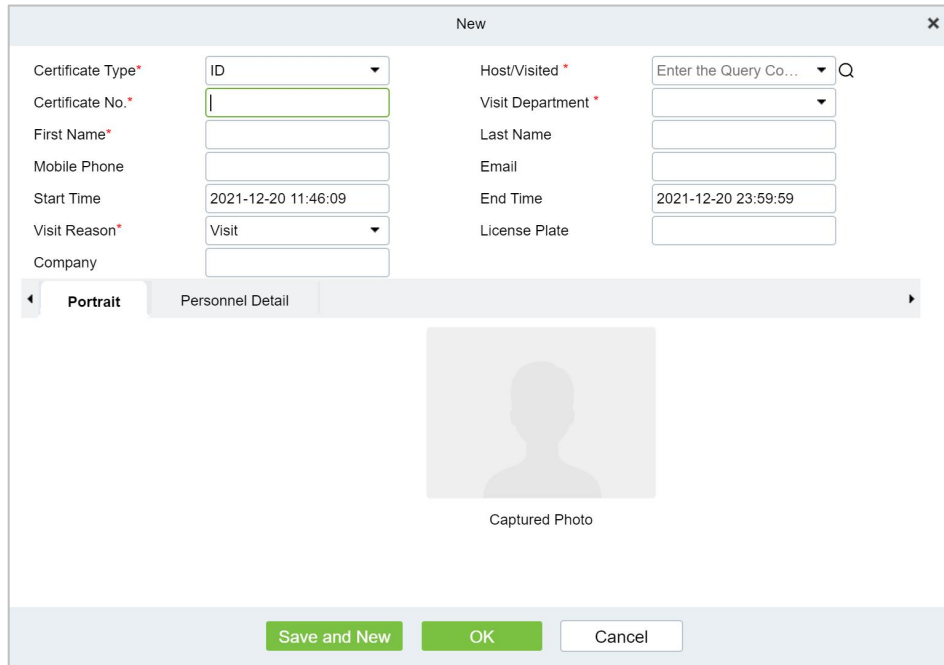 New
Certificate Type* ID Host/Visited * Enter the Query Co...
Certificate No.* Visit Department *
First Name* Last Name
Mobile Phone Email
Start Time 2021-12-20 11:46:09 End Time 2021-12-20 23:59:59
Visit Reason* Visit License Plate
Company
Portrait Personnel Detail
Captured Photo
Save and New OK Cancel